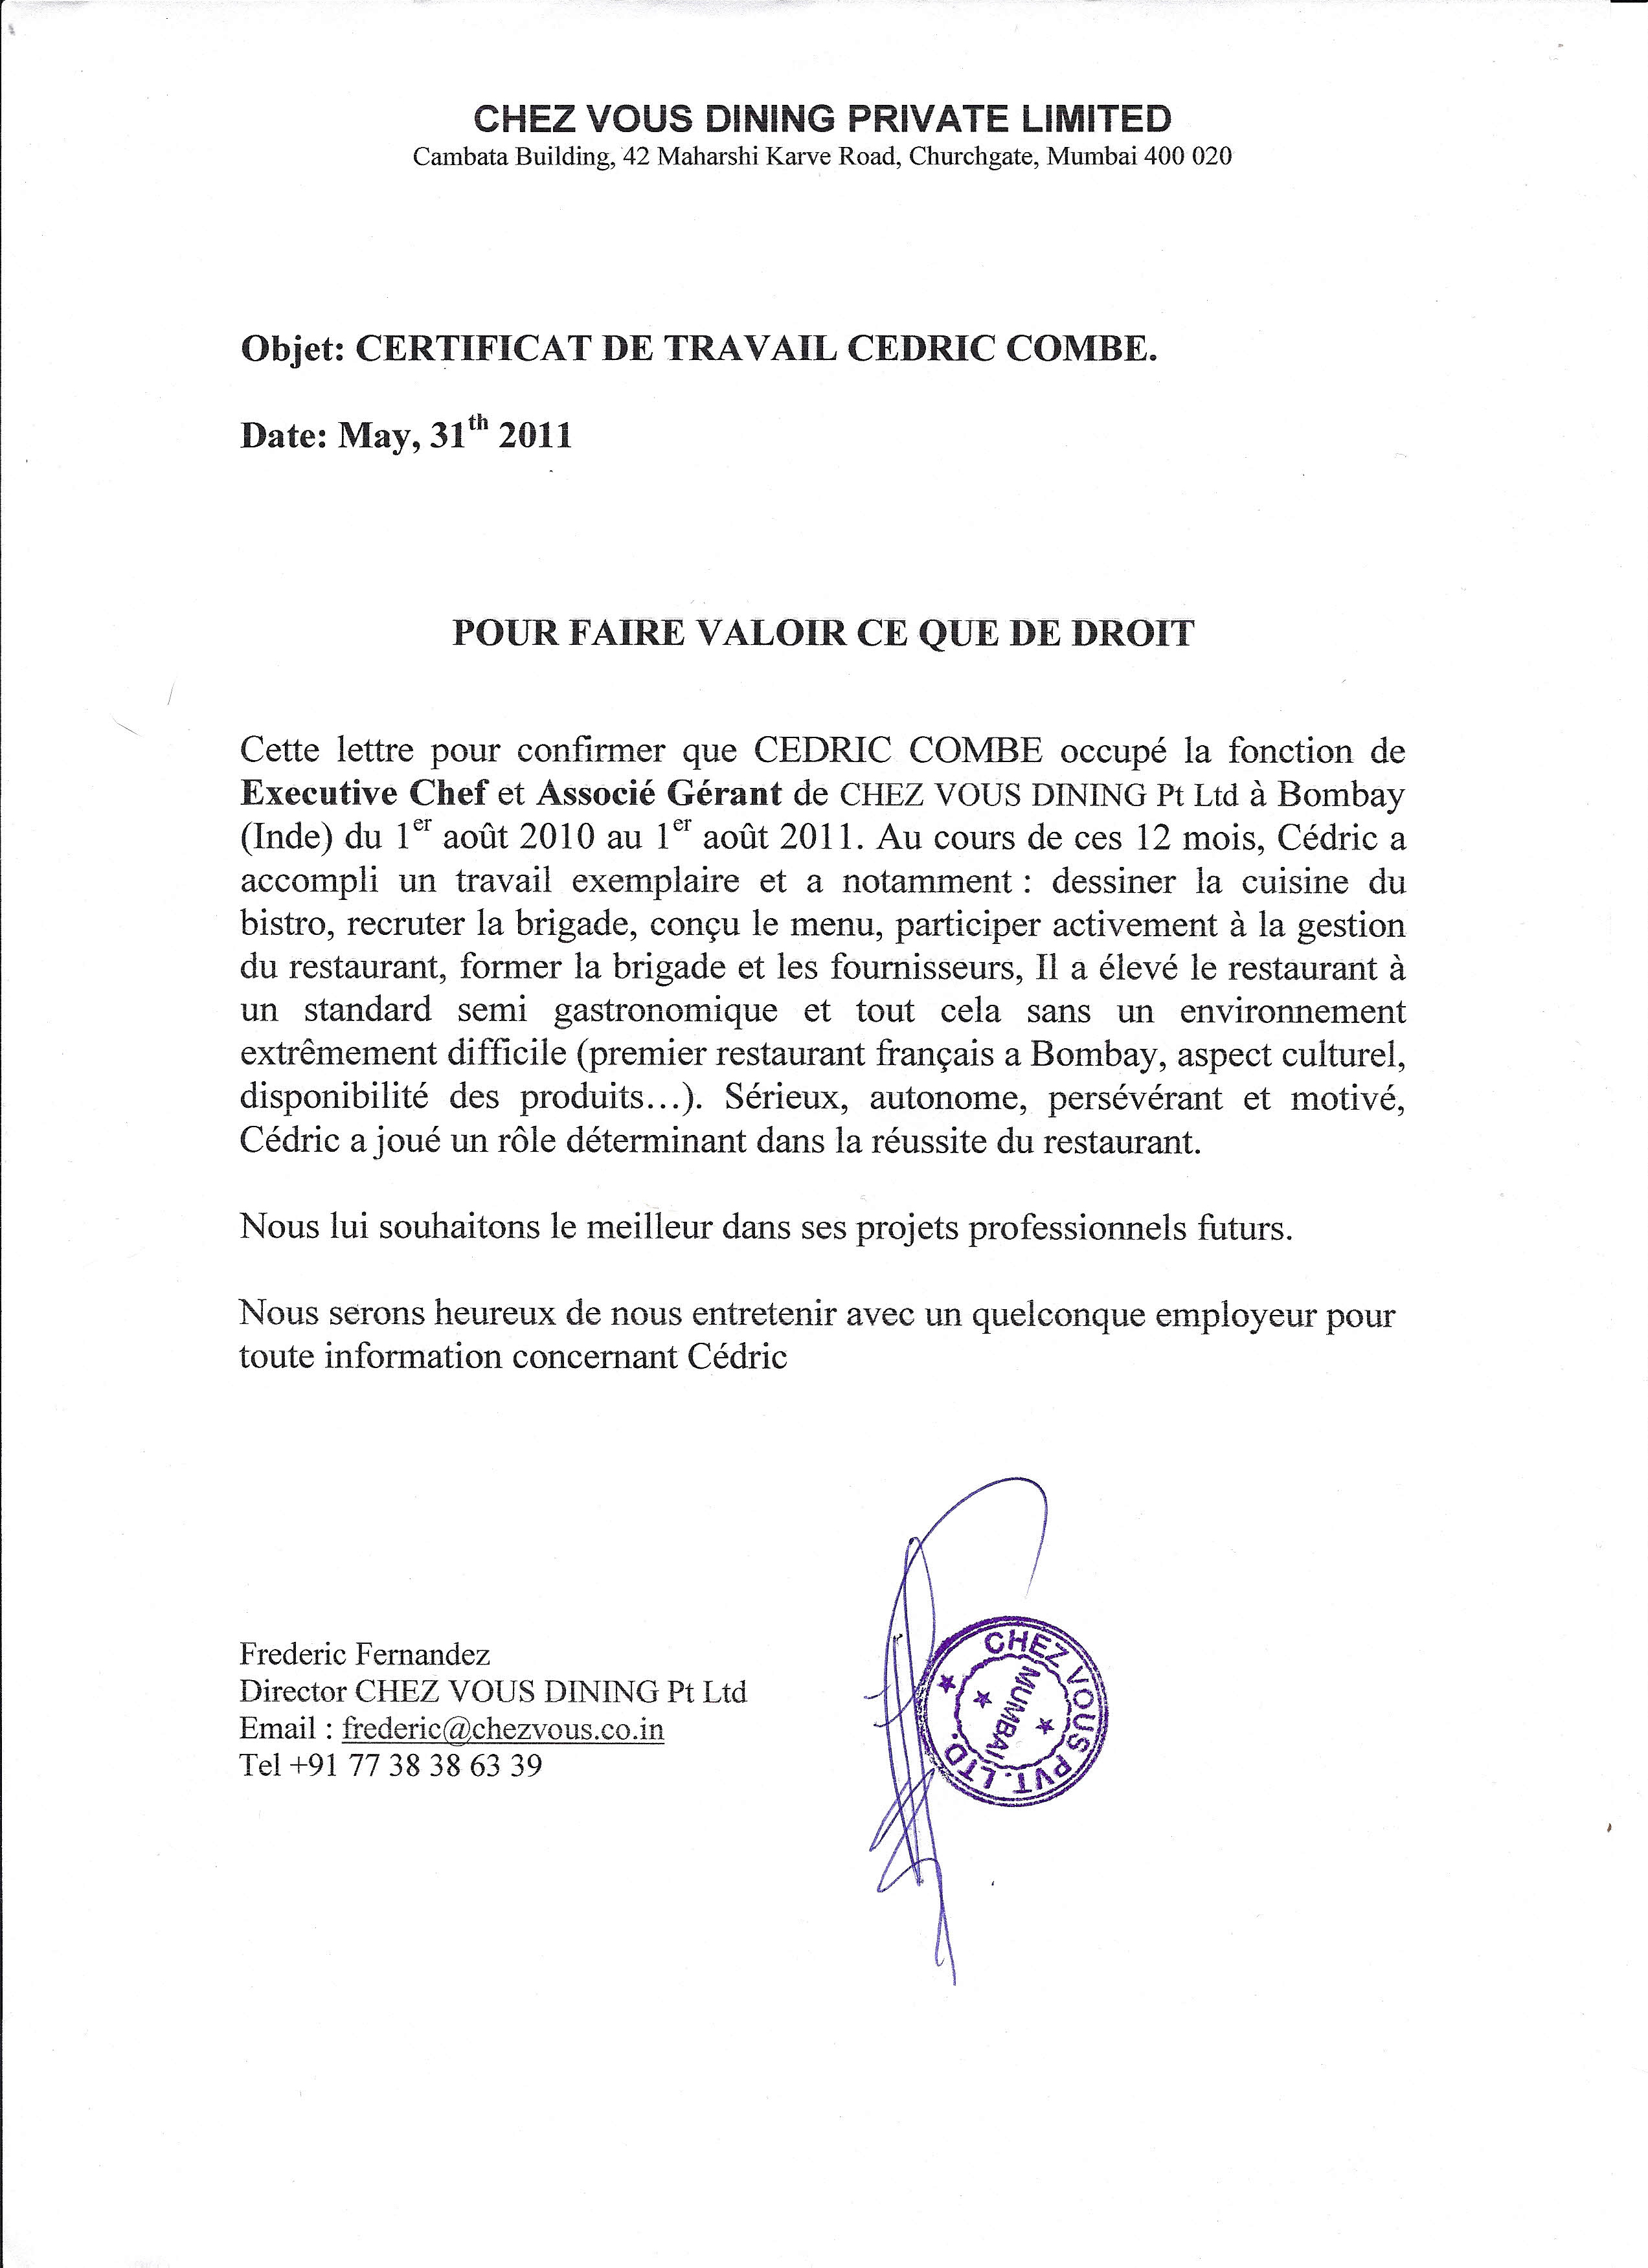 CHEZ VOUS DINING PRIVATE LIMITED
Cambata Building, 42 Maharshi Karve Road, Churchgate, Mumbai 400 020
Objet: CERTIFICAT DE TRAVAIL CEDRIC COMBE.
Date: May, 31th 2011
POUR FAIRE VALOIR CE QUE DE DROIT
Cette lettre pour confirmer que CEDRIC COMBE occupé la fonction de
Executive Chef et Associé Gérant de CHEZ VOUS DINING Pt Ltd à Bombay
(Inde) du 1er août 2010 au 1er août 2011. Au cours de ces 12 mois, Cédric a
accompli un travail exemplaire et a notamment : dessiner la cuisine du
bistro, recruter la brigade, conçu le menu, participer activement à la gestion
du restaurant, former la brigade et les fournisseurs, Il a élevé le restaurant à
un standard semi gastronomique et tout cela sans un environnement
extrêmement difficile (premier restaurant français a Bombay, aspect culturel,
disponibilité des produits…). Sérieux, autonome, persévérant et motivé,
Cédric a joué un rôle déterminant dans la réussite du restaurant.
Nous lui souhaitons le meilleur dans ses projets professionnels futurs.
Nous serons heureux de nous entretenir avec un quelconque employeur pour
toute information concernant Cédric
Frederic Fernandez
Director CHEZ VOUS DINING Pt Ltd
Email : frederic@chezvous.co.in
Tel +91 77 38 38 63 39
CHEZ VOUS PVT. LTD.
MUMBAI